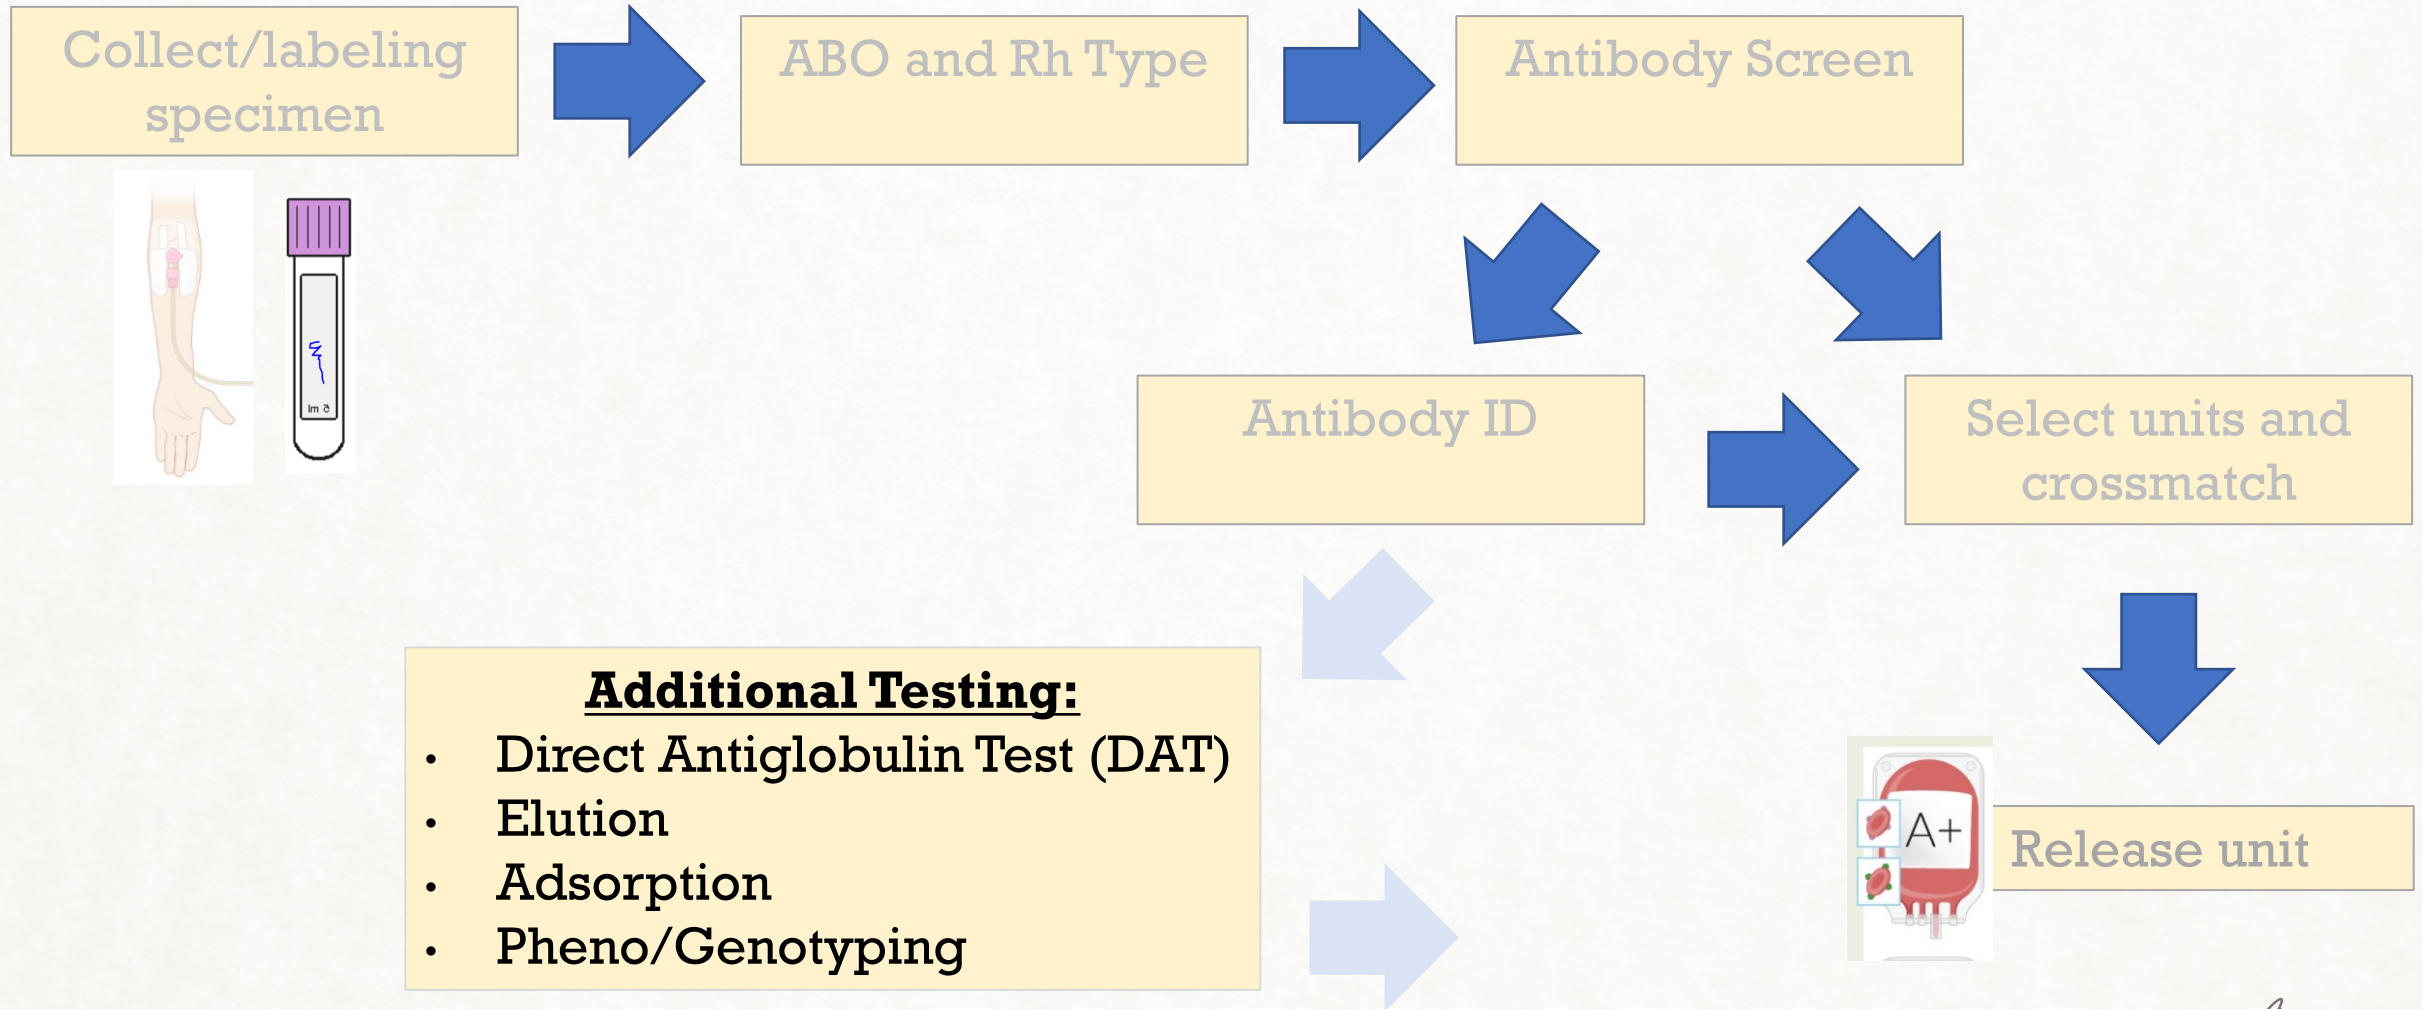 Collect/labeling
specimen
ABO and Rh Type
Antibody Screen
Antibody ID
Select units and
crossmatch
Additional Testing:
• Direct Antiglobulin Test (DAT)
• Elution
• Adsorption
• Pheno/Genotyping
A+
Release unit